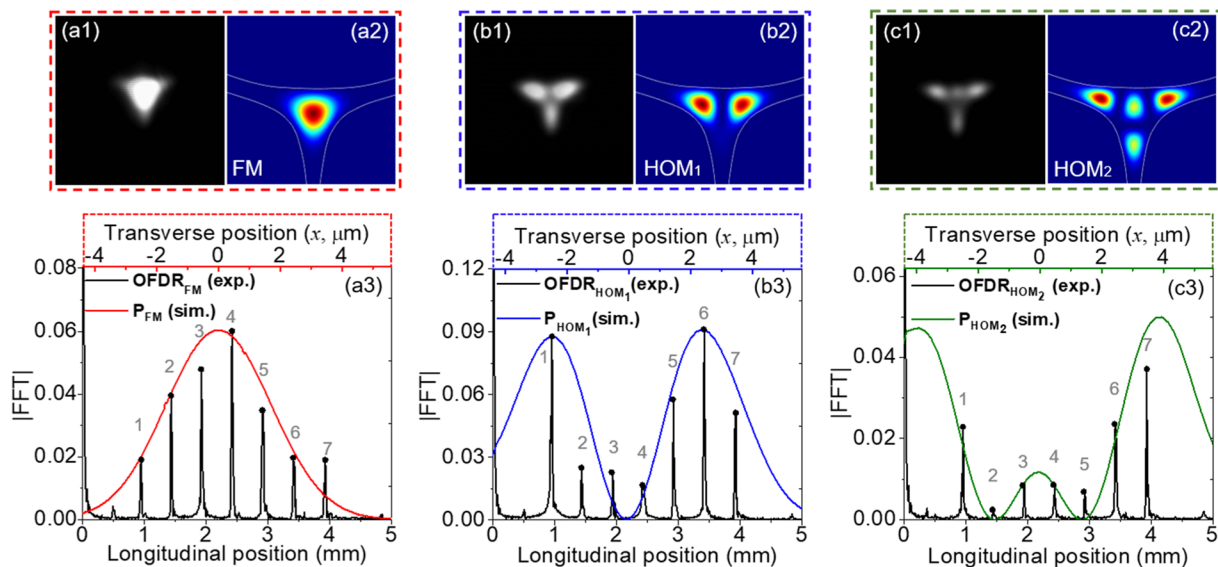 (a1) (a2)
FM
(b1) (b2)
HOM1
(c1) (c2)
HOM2
Transverse position (x, μm)
-4 -2 0 2 4
0.08
0.06
0.04
0.02
0.00
|FFT|
OFDR_FM (exp.)
P_FM (sim.)
(a3)
1 2 3 4 5 6 7
0 1 2 3 4 5
Longitudinal position (mm)
Transverse position (x, μm)
-4 -2 0 2 4
0.12
0.09
0.06
0.03
0.00
|FFT|
OFDR_HOM1 (exp.)
P_HOM1 (sim.)
(b3)
1 2 3 4 5 6 7
0 1 2 3 4 5
Longitudinal position (mm)
Transverse position (x, μm)
-4 -2 0 2 4
0.06
0.04
0.02
0.00
|FFT|
OFDR_HOM2 (exp.)
P_HOM2 (sim.)
(c3)
1 2 3 4 5 6 7
0 1 2 3 4 5
Longitudinal position (mm)